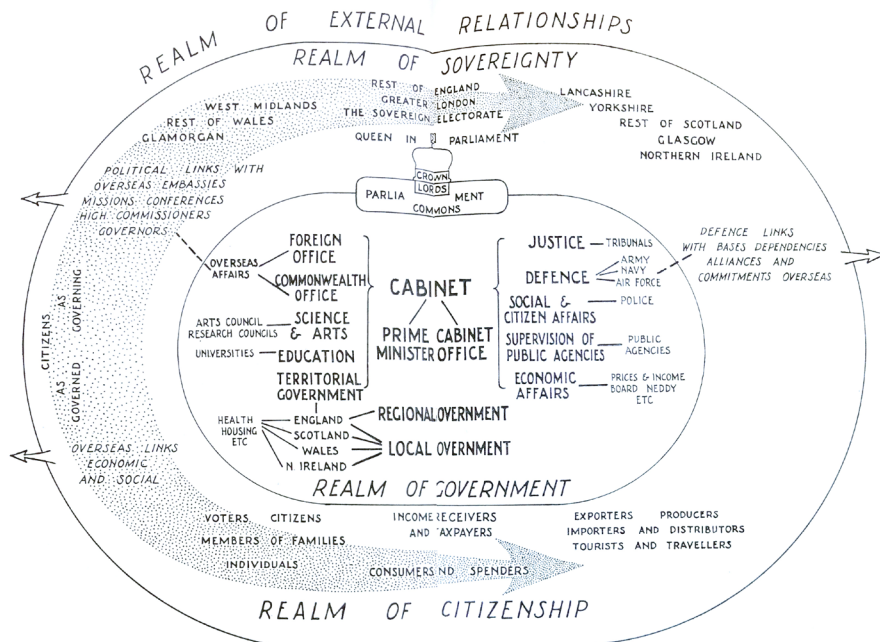 REALM OF EXTERNAL RELATIONSHIPS
REALM OF SOVEREIGNTY
REST OF ENGLAND
GREATER LONDON
THE SOVEREIGN ELECTORATE
WEST MIDLANDS
REST OF WALES
GLAMORGAN
LANCASHIRE
YORKSHIRE
REST OF SCOTLAND
GLASGOW
NORTHERN IRELAND
QUEEN IN PARLIAMENT
CROWN
LORDS
PARLIA MENT
COMMONS
POLITICAL LINKS WITH
OVERSEAS EMBASSIES
MISSIONS CONFERENCES
HIGH COMMISSIONERS
GOVERNORS
DEFENCE LINKS
WITH BASES DEPENDENCIES
ALLIANCES AND
COMMITMENTS OVERSEAS
OVERSEAS
AFFAIRS
FOREIGN
OFFICE
COMMONWEALTH
OFFICE
ARTS COUNCIL
RESEARCH COUNCILS
SCIENCE
& ARTS
UNIVERSITIES
EDUCATION
TERRITORIAL
GOVERNMENT
CABINET
PRIME
MINISTER
CABINET
OFFICE
JUSTICE
TRIBUNALS
DEFENCE
ARMY
NAVY
AIR FORCE
SOCIAL &
CITIZEN AFFAIRS
POLICE
SUPERVISION OF
PUBLIC AGENCIES
PUBLIC
AGENCIES
ECONOMIC
AFFAIRS
PRICES & INCOME
BOARD NEDDY
ETC
HEALTH
HOUSING
ETC
ENGLAND
SCOTLAND
WALES
N. IRELAND
REGIONAL OVERNMENT
LOCAL OVERNMENT
REALM OF GOVERNMENT
CITIZENS AS GOVERNING
AS GOVERNED
OVERSEAS LINKS
ECONOMIC
AND SOCIAL
VOTERS, CITIZENS
MEMBERS OF FAMILIES
INDIVIDUALS
INCOME RECEIVERS
AND TAXPAYERS
CONSUMERS ND SPENDERS
EXPORTERS PRODUCERS
IMPORTERS AND DISTRIBUTORS
TOURISTS AND TRAVELLERS
REALM OF CITIZENSHIP